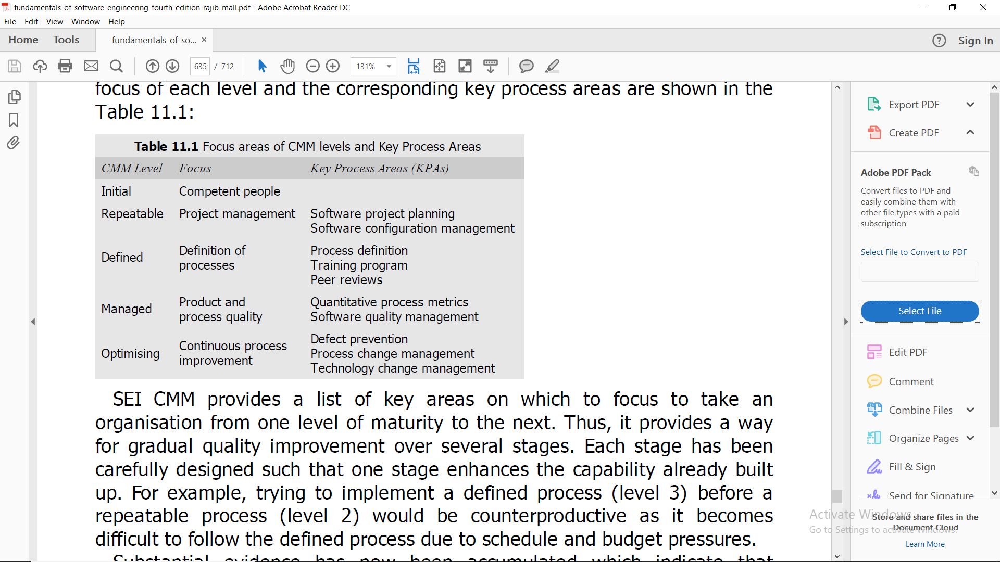 fundamentals-of-software-engineering-fourth-edition-rajib-mall.pdf - Adobe Acrobat Reader DC
File Edit View Window Help
Home Tools fundamentals-of-so... × ? Sign In
635 / 712 131%
focus of each level and the corresponding key process areas are shown in the
Table 11.1:
Table 11.1 Focus areas of CMM levels and Key Process Areas
CMM Level Focus Key Process Areas (KPAs)
Initial Competent people
Repeatable Project management Software project planning
Software configuration management
Defined Definition of processes Process definition
Training program
Peer reviews
Managed Product and process quality Quantitative process metrics
Software quality management
Optimising Continuous process improvement Defect prevention
Process change management
Technology change management
SEI CMM provides a list of key areas on which to focus to take an
organisation from one level of maturity to the next. Thus, it provides a way
for gradual quality improvement over several stages. Each stage has been
carefully designed such that one stage enhances the capability already built
up. For example, trying to implement a defined process (level 3) before a
repeatable process (level 2) would be counterproductive as it becomes
difficult to follow the defined process due to schedule and budget pressures.
Substantial evidence has now been accumulated which indicate that
Export PDF
Create PDF
Adobe PDF Pack
Convert files to PDF and
easily combine them with
other file types with a paid
subscription
Select File to Convert to PDF
Select File
Edit PDF
Comment
Combine Files
Organize Pages
Fill & Sign
Send for Signature
Store and share files in the
Document Cloud
Learn More
Activate Windows
Go to Settings to activate Windows.